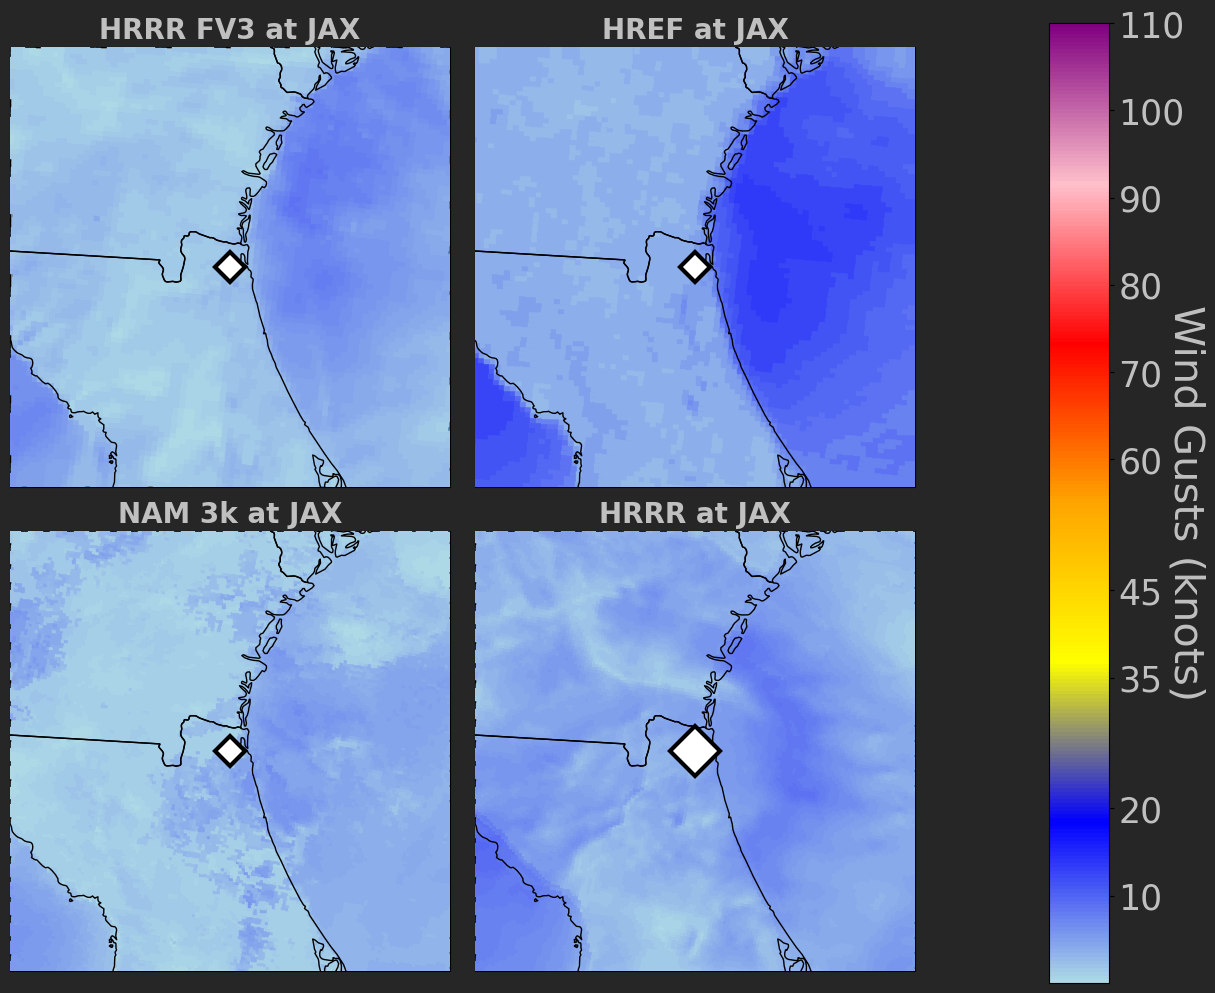 HRRR FV3 at JAX
HREF at JAX
NAM 3k at JAX
HRRR at JAX
110
100
90
80
70
60
45
35
20
10
Wind Gusts (knots)